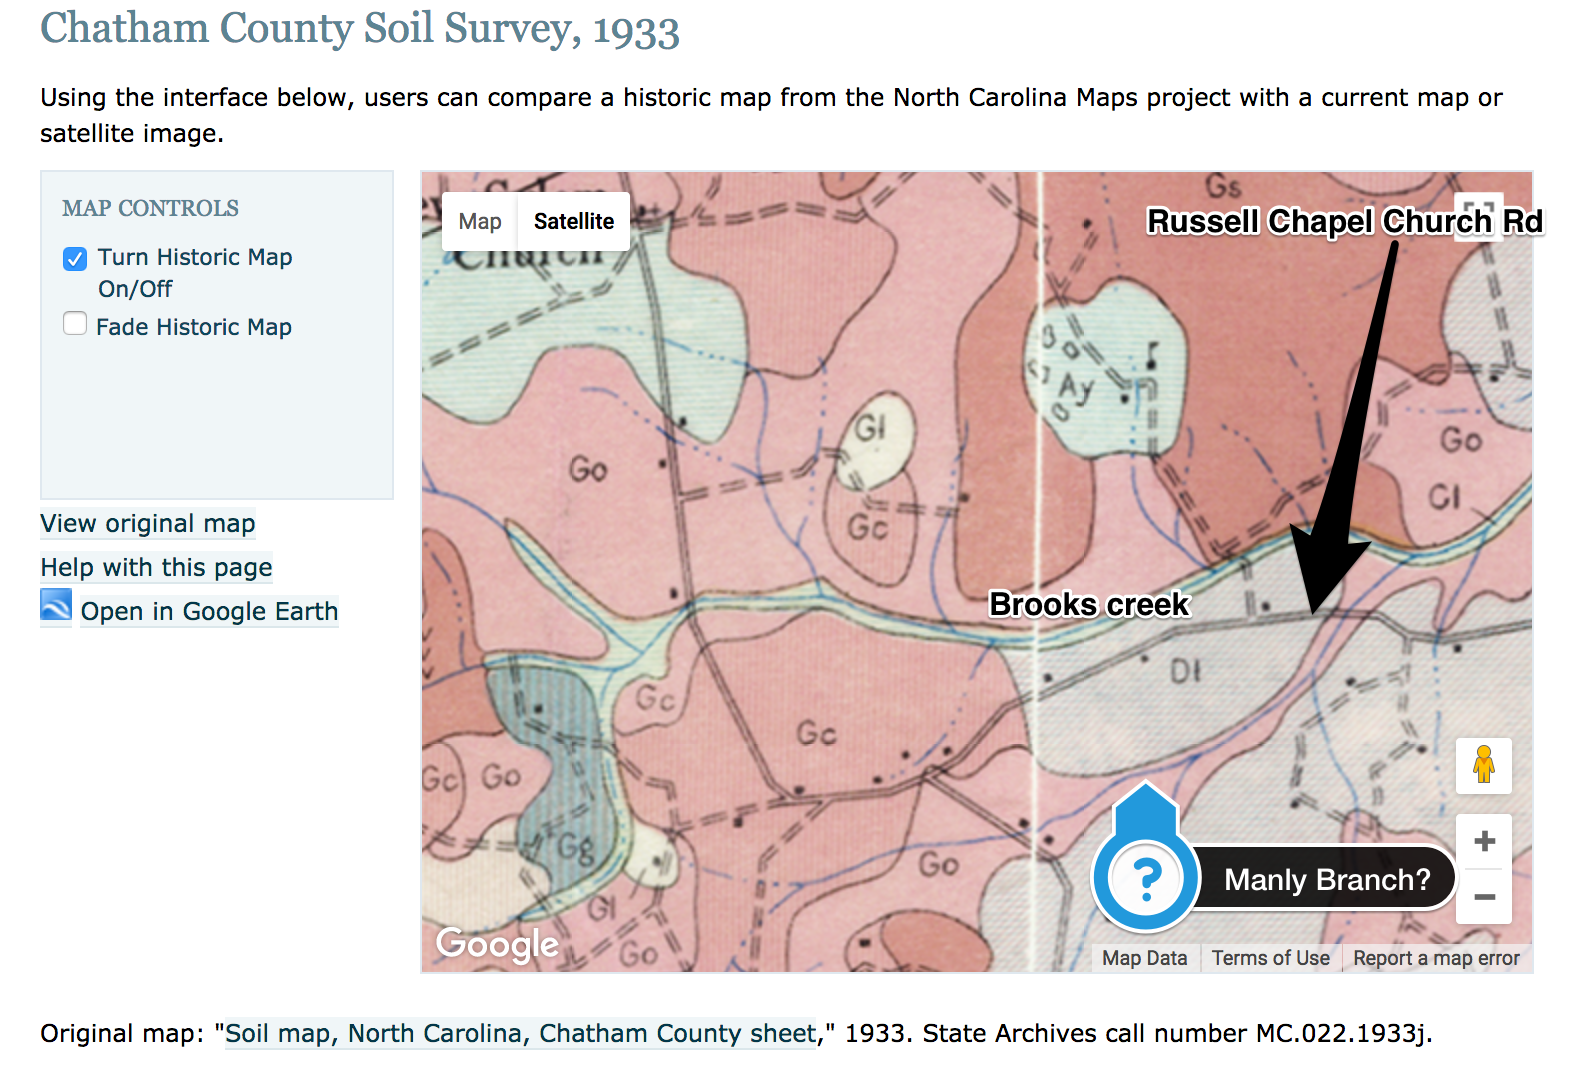 Chatham County Soil Survey, 1933
Using the interface below, users can compare a historic map from the North Carolina Maps project with a current map or
satellite image.
MAP CONTROLS
Turn Historic Map
On/Off
Fade Historic Map
View original map
Help with this page
Open in Google Earth
Map
Satellite
Church
Gs
Russell Chapel Church Rd
Ay
Gl
Go
Go
Gc
Cl
Brooks creek
Dt
Gc
Gc
Gc
Go
Gg
Go
Gl
Go
Manly Branch?
+
−
Google
Map Data
Terms of Use
Report a map error
Original map: "Soil map, North Carolina, Chatham County sheet," 1933. State Archives call number MC.022.1933j.